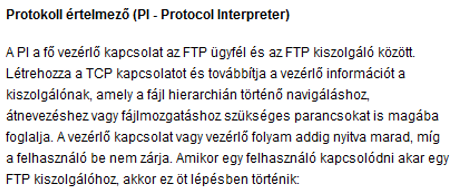 Protokoll értelmező (PI - Protocol Interpreter)
A PI a fő vezérlő kapcsolat az FTP ügyfél és az FTP kiszolgáló között.
Létrehozza a TCP kapcsolatot és továbbítja a vezérlő információt a
kiszolgálónak, amely a fájl hierarchián történő navigáláshoz,
átnevezéshez vagy fájlmozgatáshoz szükséges parancsokat is magába
foglalja. A vezérlő kapcsolat vagy vezérlő folyam addig nyitva marad, míg
a felhasználó be nem zárja. Amikor egy felhasználó kapcsolódni akar egy
FTP kiszolgálóhoz, akkor ez öt lépésben történik: